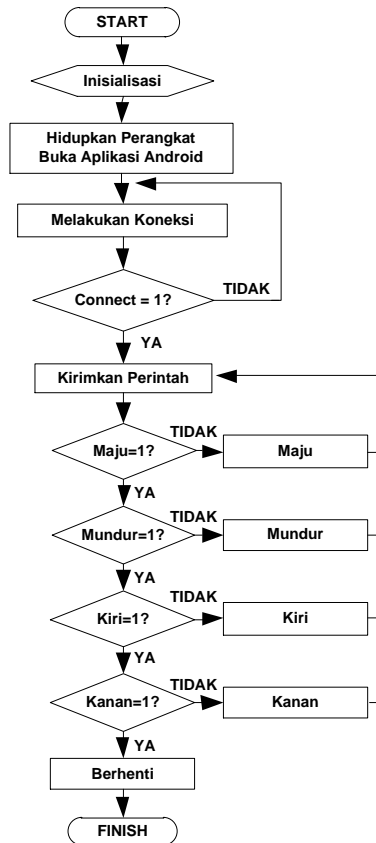 START
Inisialisasi
Hidupkan Perangkat
Buka Aplikasi Android
Melakukan Koneksi
Connect = 1?
TIDAK
YA
Kirimkan Perintah
Maju=1?
TIDAK
Maju
YA
Mundur=1?
TIDAK
Mundur
YA
Kiri=1?
TIDAK
Kiri
YA
Kanan=1?
TIDAK
Kanan
YA
Berhenti
FINISH